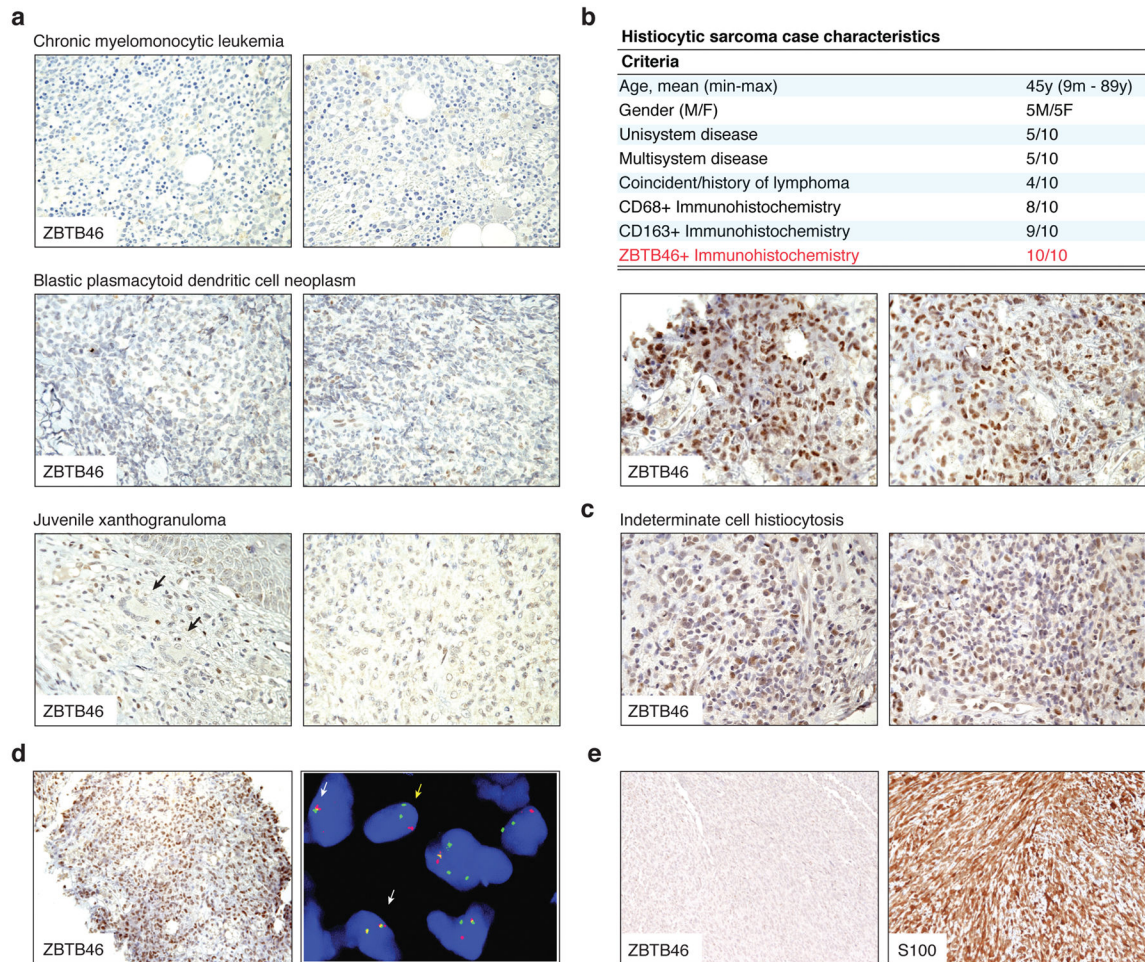 a
Chronic myelomonocytic leukemia
ZBTB46
Blastic plasmacytoid dendritic cell neoplasm
ZBTB46
Juvenile xanthogranuloma
ZBTB46
b
Histiocytic sarcoma case characteristics
Criteria
Age, mean (min-max) 45y (9m - 89y)
Gender (M/F) 5M/5F
Unisystem disease 5/10
Multisystem disease 5/10
Coincident/history of lymphoma 4/10
CD68+ Immunohistochemistry 8/10
CD163+ Immunohistochemistry 9/10
ZBTB46+ Immunohistochemistry 10/10
ZBTB46
c
Indeterminate cell histiocytosis
ZBTB46
d
e
ZBTB46
S100